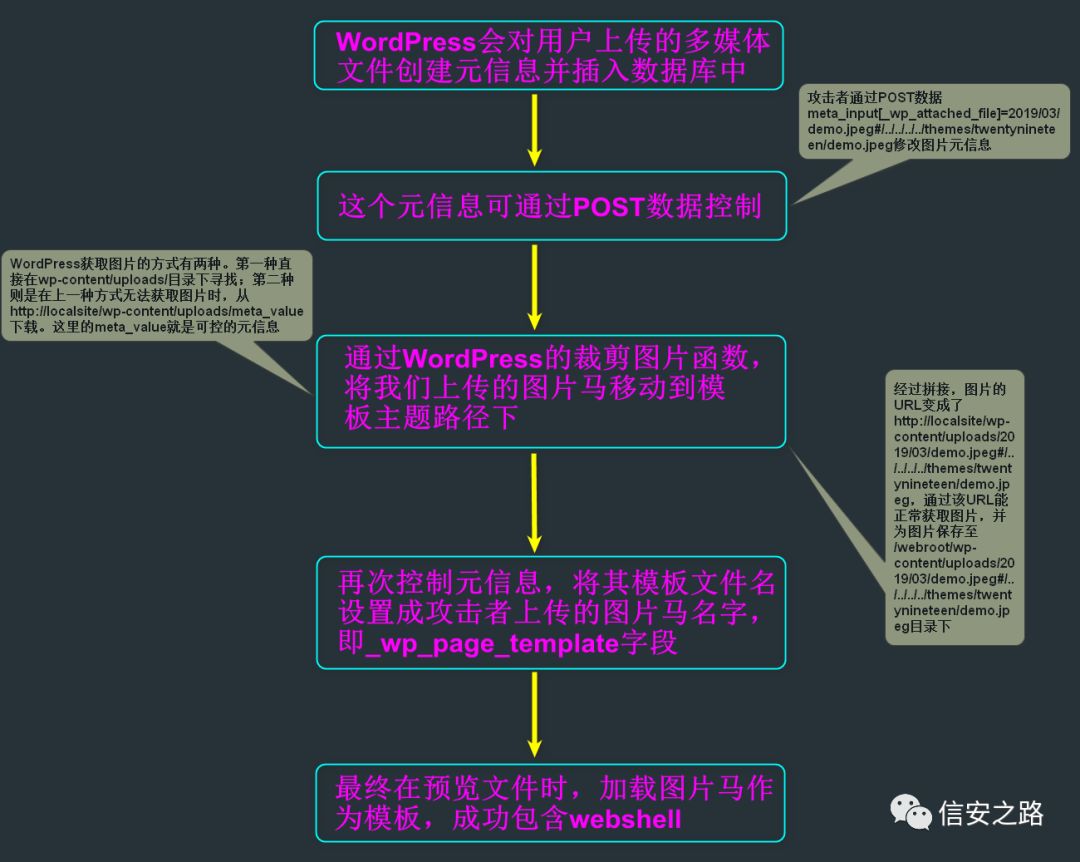 WordPress会对用户上传的多媒体
文件创建元信息并插入数据库中
攻击者通过POST数据
meta_input[_wp_attached_file]=2019/03/
demo.jpeg#/../../../../themes/twentyninete
en/demo.jpeg修改图片元信息
这个元信息可通过POST数据控制
WordPress获取图片的方式有两种。第一种直
接在wp-content/uploads/目录下寻找；第二种
则是在上一种方式无法获取图片时，从
http://localsite/wp-content/uploads/meta_value
下载。这里的meta_value就是可控的元信息
通过WordPress的裁剪图片函数，
将我们上传的图片马移动到模
板主题路径下
经过拼接，图片的
URL变成了
http://localsite/wp-
content/uploads/20
19/03/demo.jpeg#/..
/../../../themes/twent
ynineteen/demo.jp
eg，通过该URL能
正常获取图片，并
为图片保存至
/webroot/wp-
content/uploads/20
19/03/demo.jpeg#/..
/../../../themes/twent
ynineteen/demo.jp
eg目录下
再次控制元信息，将其模板文件名
设置成攻击者上传的图片马名字，
即_wp_page_template字段
最终在预览文件时，加载图片马作
为模板，成功包含webshell
信安之路